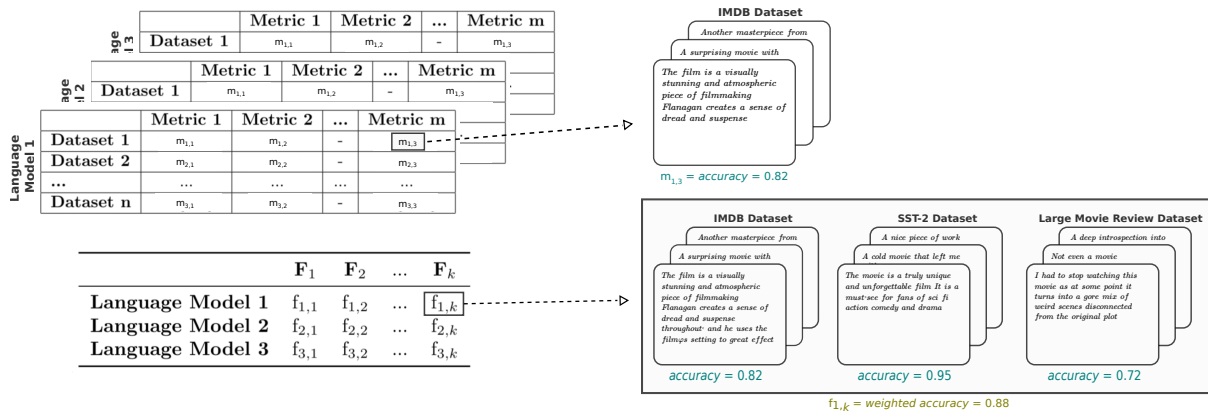 Metric 1 Metric 2 ... Metric m
Dataset 1 m1,1 m1,2 - m1,3
Metric 1 Metric 2 ... Metric m
Dataset 1 m1,1 m1,2 - m1,3
Language Model 1
Metric 1 Metric 2 ... Metric m
Dataset 1 m1,1 m1,2 - m1,3
Dataset 2 m2,1 m2,2 - m2,3
... ... ... ...
Dataset n m3,1 m3,2 - m3,3
IMDB Dataset
Another masterpiece from
A surprising movie with
The film is a visually
stunning and atmospheric
piece of filmmaking
Flanagan creates a sense of
dread and suspense
m1,3 = accuracy = 0.82
F1 F2 ... Fk
Language Model 1 f1,1 f1,2 ... f1,k
Language Model 2 f2,1 f2,2 ... f2,k
Language Model 3 f3,1 f3,2 ... f3,k
IMDB Dataset
Another masterpiece from
A surprising movie with
The film is a visually
stunning and atmospheric
piece of filmmaking
Flanagan creates a sense of
dread and suspense
throughout and he uses the
filmφs setting to great effect
accuracy = 0.82
SST-2 Dataset
A nice piece of work
A cold movie that left me
The movie is a truly unique
and unforgettable film It is a
must-see for fans of sci fi
action comedy and drama
accuracy = 0.95
Large Movie Review Dataset
A deep introspection into
Not even a movie
I had to stop watching this
movie as at some point it
turns into a gore mix of
weird scenes disconnected
from the original plot
accuracy = 0.72
f1,k = weighted accuracy = 0.88